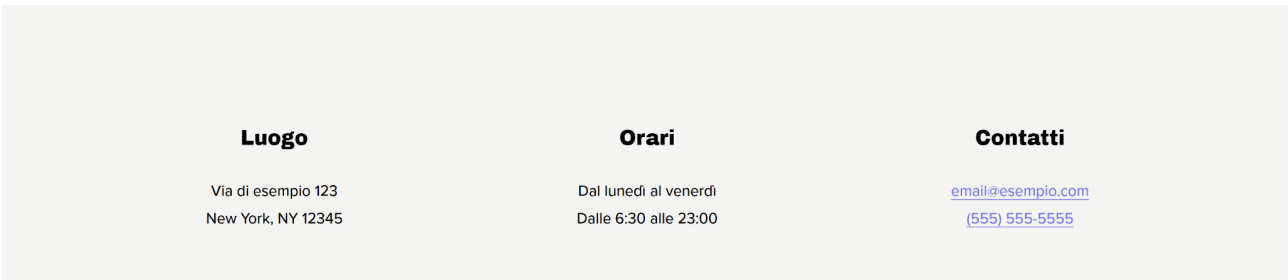 Luogo
Via di esempio 123
New York, NY 12345
Orari
Dal lunedì al venerdì
Dalle 6:30 alle 23:00
Contatti
email@esempio.com
(555) 555-5555